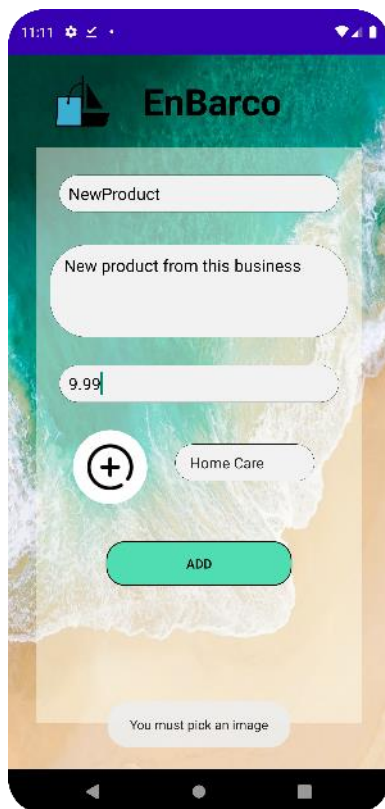 11:11
EnBarco
NewProduct
New product from this business
9.99
Home Care
ADD
You must pick an image